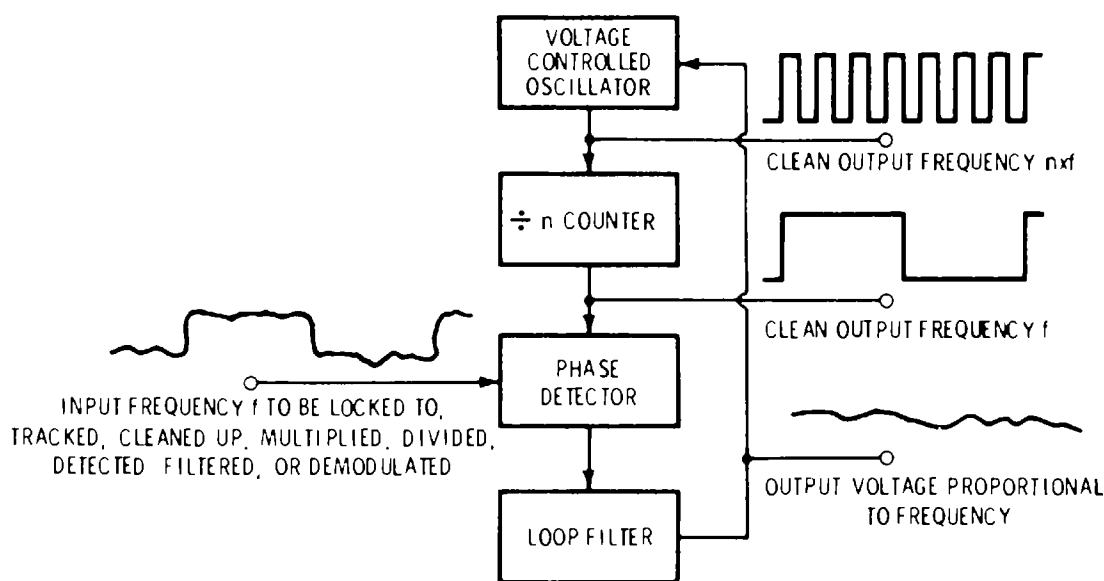 VOLTAGE
CONTROLLED
OSCILLATOR
CLEAN OUTPUT FREQUENCY nxf
÷ n COUNTER
CLEAN OUTPUT FREQUENCY f
PHASE
DETECTOR
INPUT FREQUENCY f TO BE LOCKED TO,
TRACKED, CLEANED UP, MULTIPLIED, DIVIDED,
DETECTED FILTERED, OR DEMODULATED
OUTPUT VOLTAGE PROPORTIONAL
TO FREQUENCY
LOOP FILTER